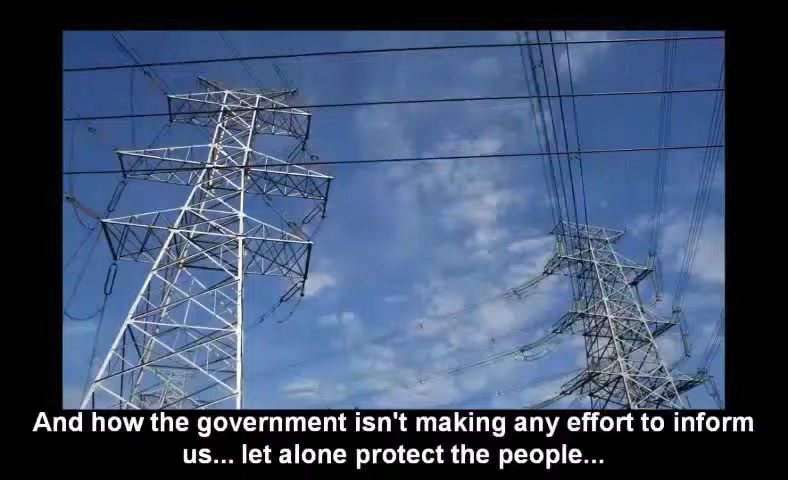 And how the government isn't making any effort to inform
us... let alone protect the people...